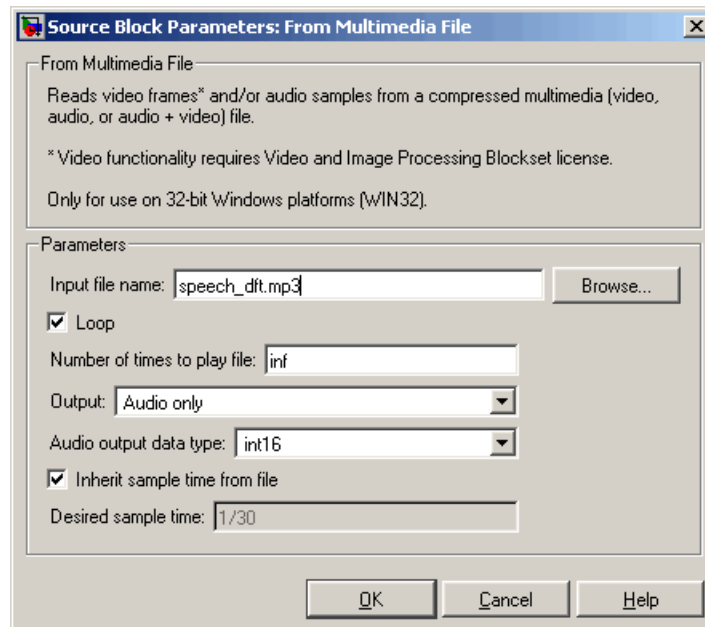 Source Block Parameters: From Multimedia File
From Multimedia File
Reads video frames* and/or audio samples from a compressed multimedia (video,
audio, or audio + video) file.
* Video functionality requires Video and Image Processing Blockset license.
Only for use on 32-bit Windows platforms (WIN32).
Parameters
Input file name: speech_dft.mp3 Browse...
Loop
Number of times to play file: inf
Output: Audio only
Audio output data type: int16
Inherit sample time from file
Desired sample time: 1/30
OK Cancel Help